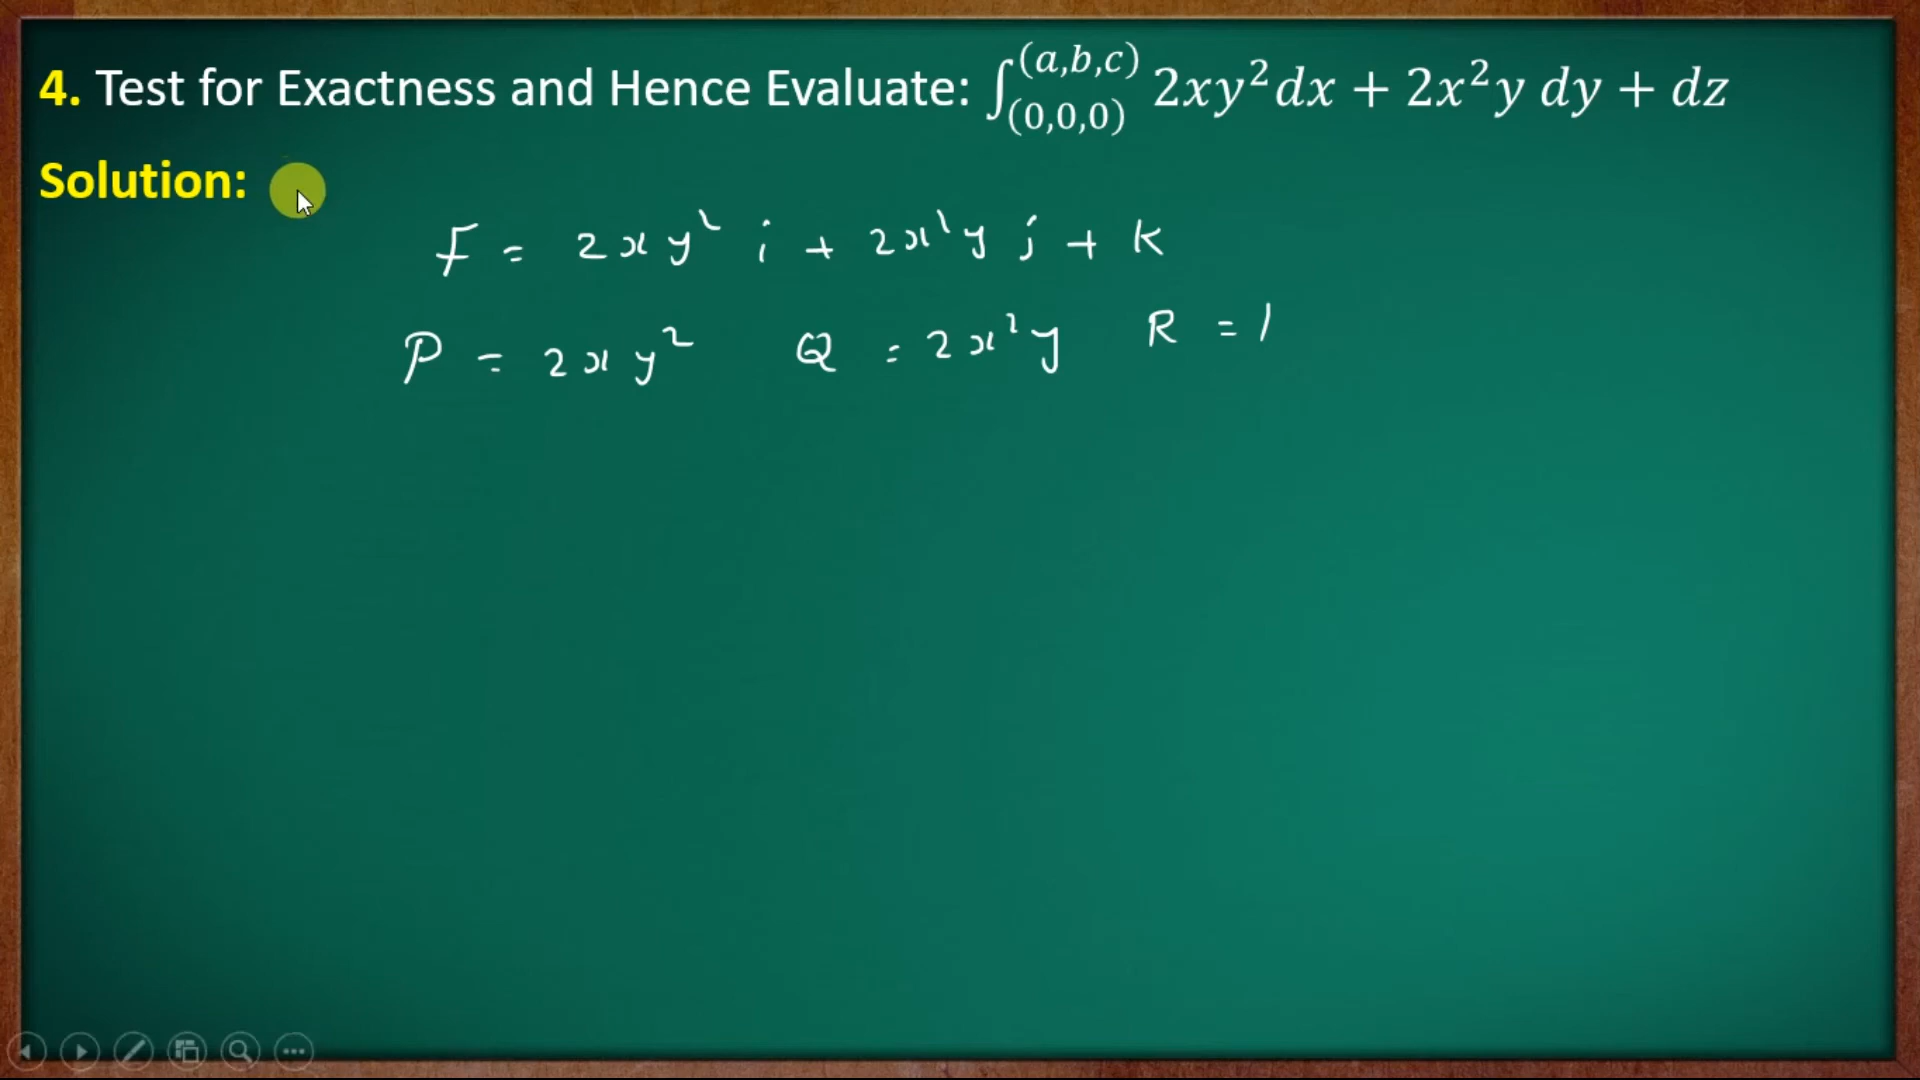 4. Test for Exactness and Hence Evaluate: ∫₍₀,₀,₀₎⁽ᵃ,ᵇ,ᶜ⁾ 2xy²dx + 2x²y dy + dz
Solution:
F = 2xy² i + 2x²y j + k
P = 2xy² Q = 2x²y R = 1